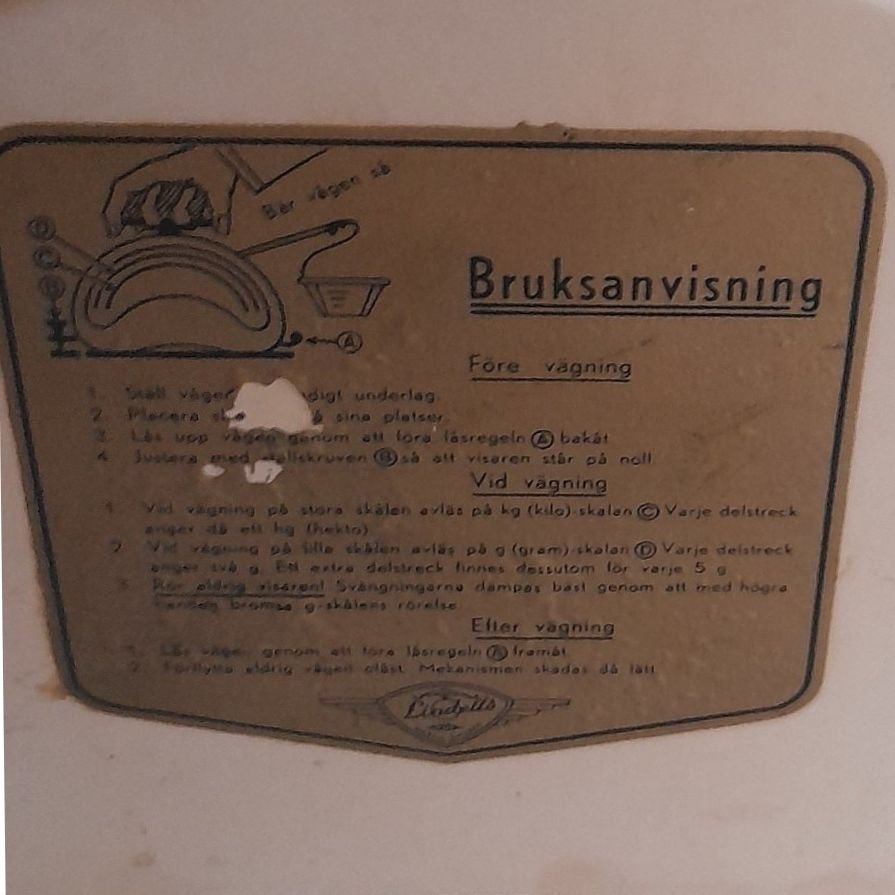 Bär vågen så
D
C
B
A
Bruksanvisning
Före vägning
1. Ställ vågen digt underlag.
2. Placera sina platser.
3. Lås upp vågen genom att föra låsregeln Ⓐ bakåt
4. Justera med ställskruven Ⓑ så att visaren står på noll
Vid vägning
1. Vid vägning på stora skålen avläs på kg (kilo)-skalan Ⓒ Varje delstreck
anger då ett hg (hekto)
2. Vid vägning på lilla skålen avläs på g (gram)-skalan Ⓓ Varje delstreck
anger två g. Ett extra delstreck finnes dessutom för varje 5 g
3. Rör aldrig visaren! Svängningarna dämpas bäst genom att med högra
handen bromsa g-skålens rörelse.
Efter vägning
1. Lås vågen genom att föra låsregeln Ⓐ framåt.
2. Förflytta aldrig vågen olåst. Mekanismen skadas då lätt
Lindells